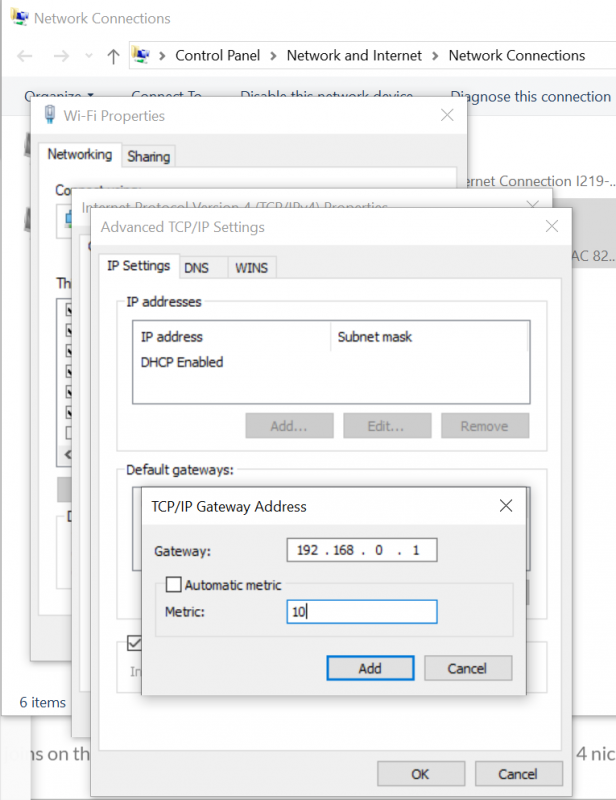 Network Connections
Control Panel > Network and Internet > Network Connections
Organize Connect To Disable this network device Diagnose this connection
Wi-Fi Properties
Networking Sharing
ernet Connection I219-...
Co
Internet Protocol Version 4 (TCP/IPv4) Properties
Advanced TCP/IP Settings
AC 82...
IP Settings DNS WINS
Th
IP addresses
IP address Subnet mask
DHCP Enabled
Add... Edit... Remove
Default gateways:
TCP/IP Gateway Address
Gateway: 192 . 168 . 0 . 1
Automatic metric
Metric: 10
In
Add Cancel
6 items
ns on th
4 nic
OK Cancel